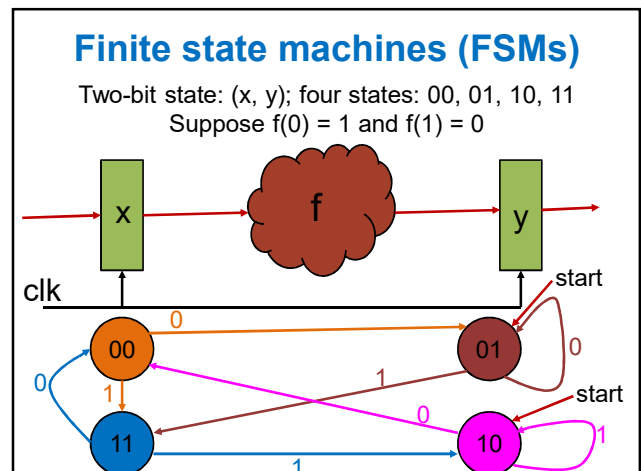 Finite state machines (FSMs)
Two-bit state: (x, y); four states: 00, 01, 10, 11
Suppose f(0) = 1 and f(1) = 0
x
f
y
clk
start
0
00
01
0
1
1
0
0
start
11
10
1
1